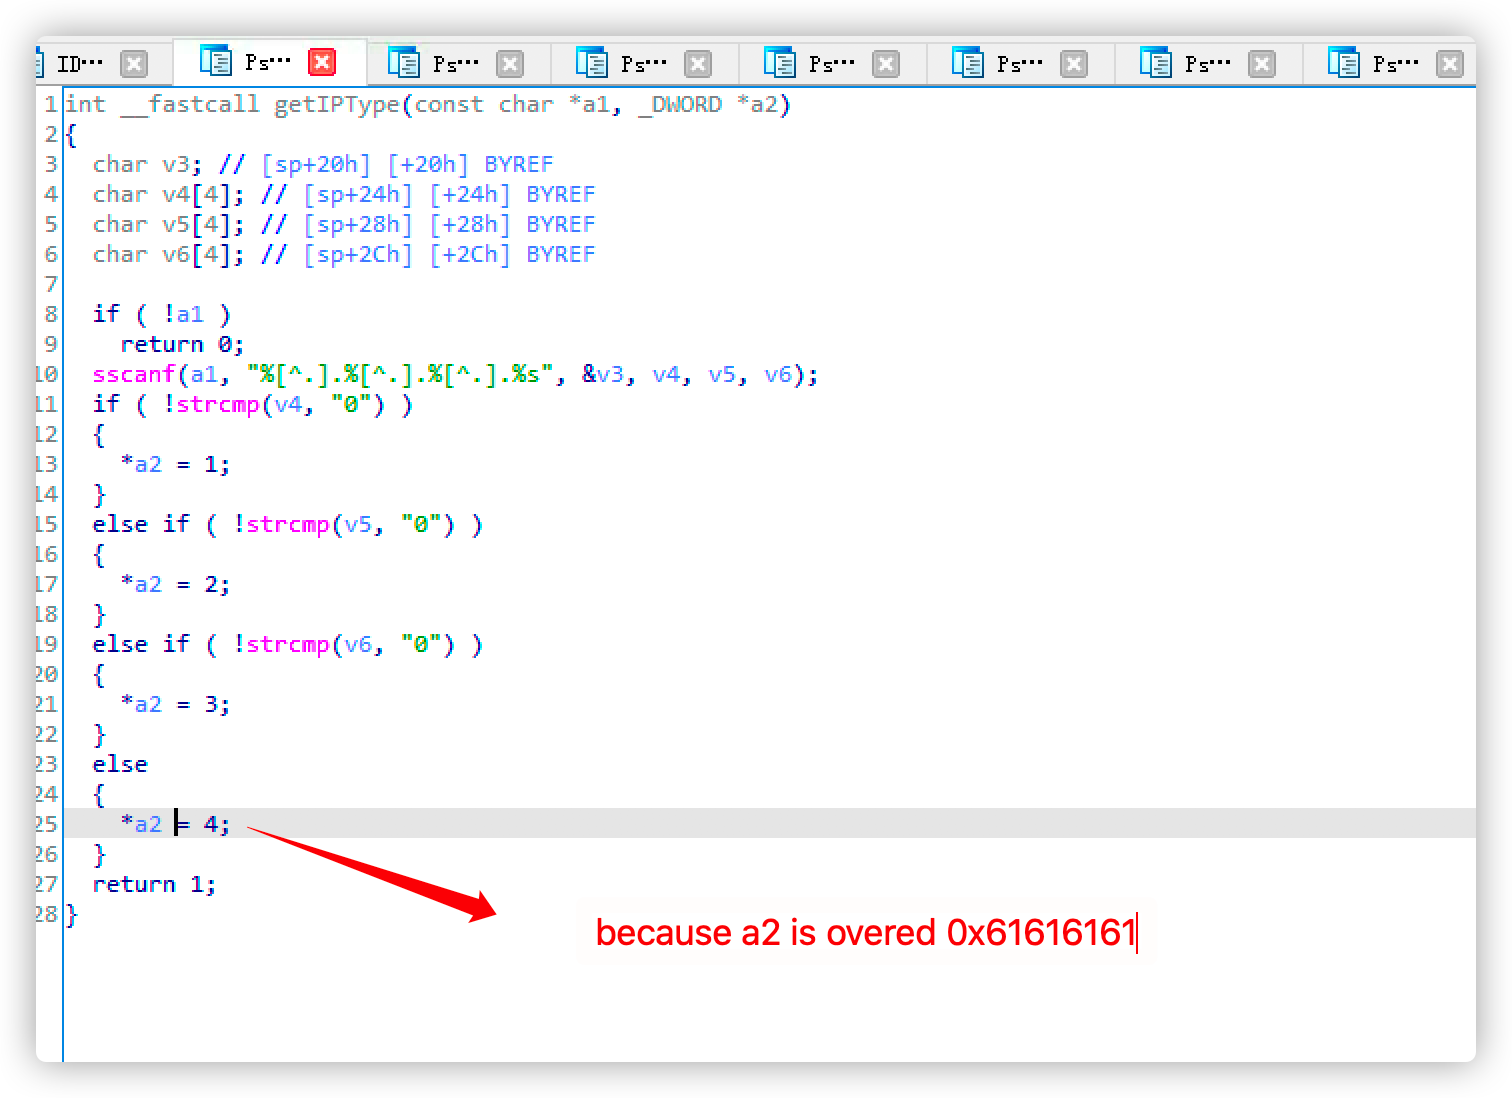 ID··· Ps··· Ps··· Ps··· Ps··· Ps··· Ps··· Ps···
1 int __fastcall getIPType(const char *a1, _DWORD *a2)
2 {
3 char v3; // [sp+20h] [+20h] BYREF
4 char v4[4]; // [sp+24h] [+24h] BYREF
5 char v5[4]; // [sp+28h] [+28h] BYREF
6 char v6[4]; // [sp+2Ch] [+2Ch] BYREF
7
8 if ( !a1 )
9 return 0;
10 sscanf(a1, "%[^.].%[^.].%[^.].%s", &v3, v4, v5, v6);
11 if ( !strcmp(v4, "0") )
12 {
13 *a2 = 1;
14 }
15 else if ( !strcmp(v5, "0") )
16 {
17 *a2 = 2;
18 }
19 else if ( !strcmp(v6, "0") )
20 {
21 *a2 = 3;
22 }
23 else
24 {
25 *a2 = 4;
26 }
27 return 1;
28 }
because a2 is overed 0x61616161